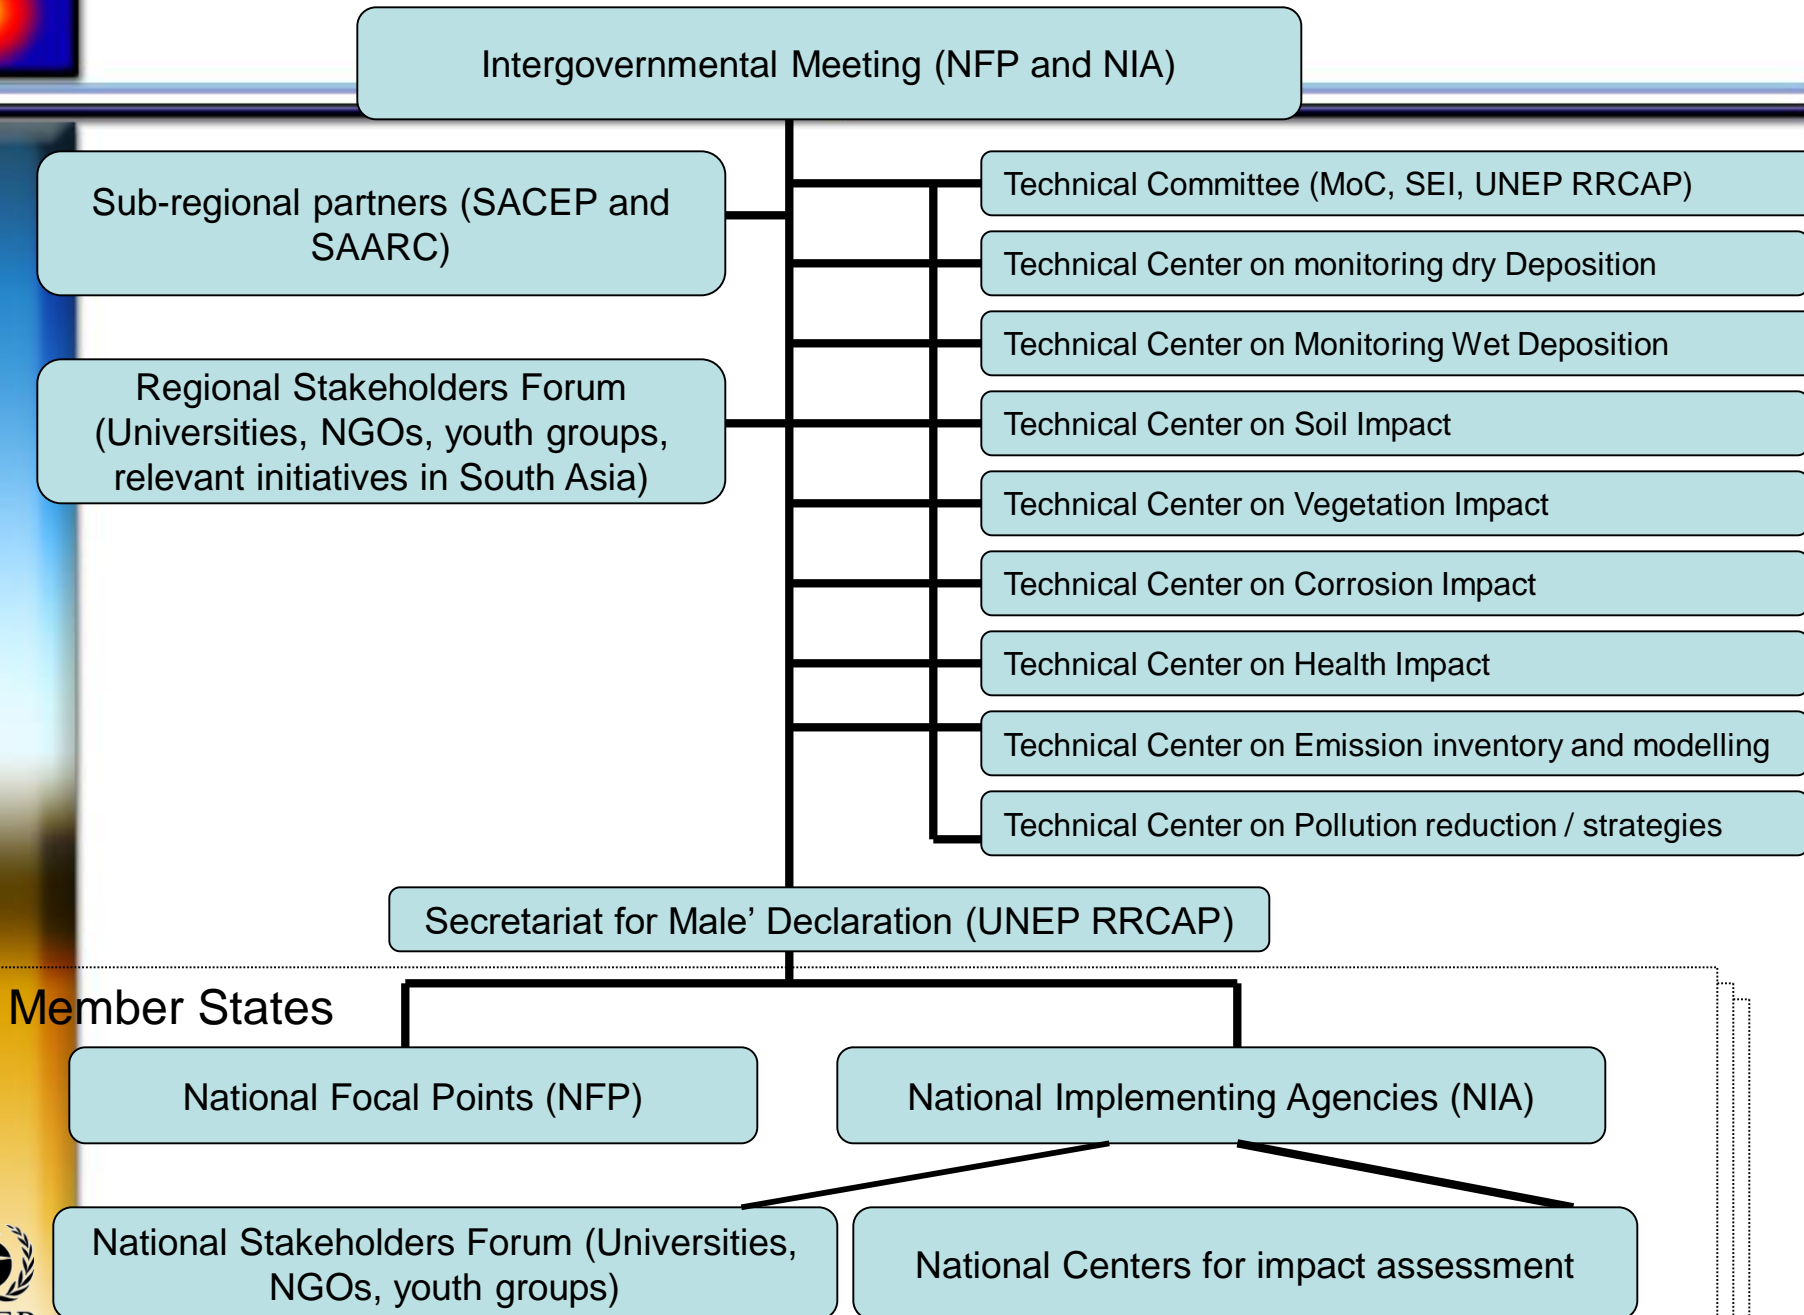 Intergovernmental Meeting (NFP and NIA)
Sub-regional partners (SACEP and
SAARC)
Regional Stakeholders Forum
(Universities, NGOs, youth groups,
relevant initiatives in South Asia)
Technical Committee (MoC, SEI, UNEP RRCAP)
Technical Center on monitoring dry Deposition
Technical Center on Monitoring Wet Deposition
Technical Center on Soil Impact
Technical Center on Vegetation Impact
Technical Center on Corrosion Impact
Technical Center on Health Impact
Technical Center on Emission inventory and modelling
Technical Center on Pollution reduction / strategies
Secretariat for Male’ Declaration (UNEP RRCAP)
Member States
National Focal Points (NFP)
National Implementing Agencies (NIA)
National Stakeholders Forum (Universities,
NGOs, youth groups)
National Centers for impact assessment